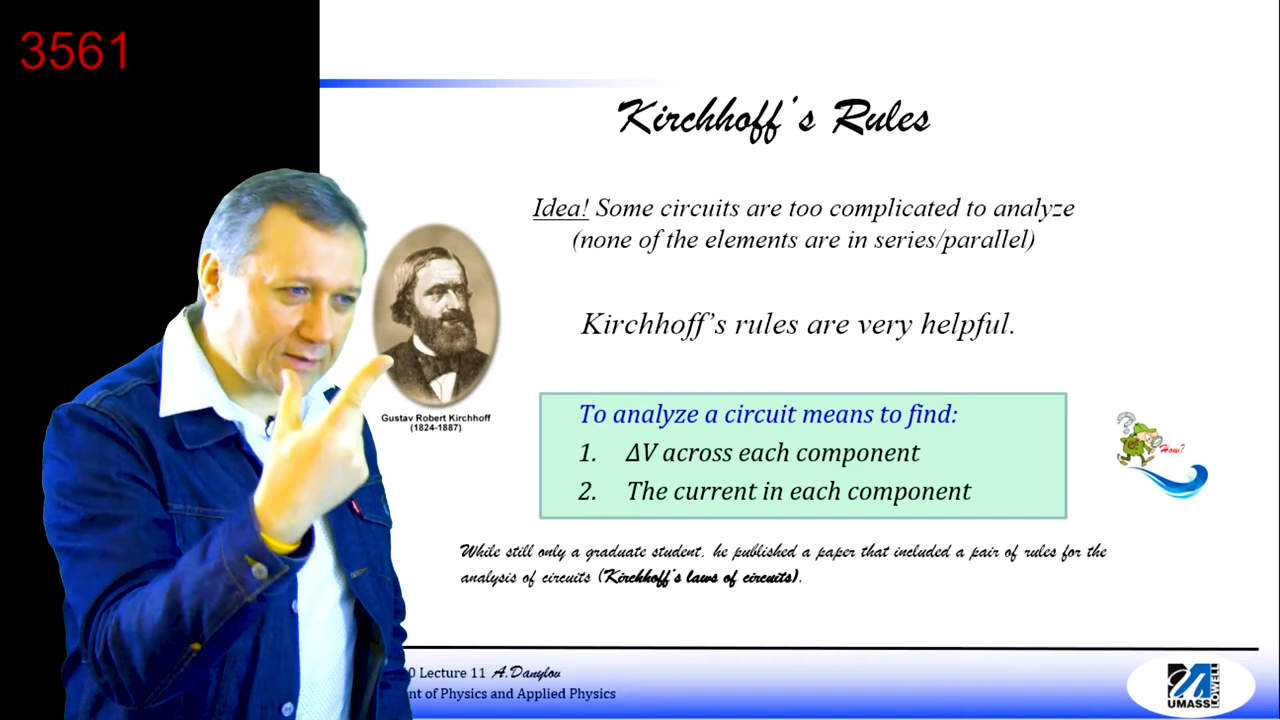 3561
Kirchhoff's Rules
Idea! Some circuits are too complicated to analyze
(none of the elements are in series/parallel)
Kirchhoff's rules are very helpful.
Gustav Robert Kirchhoff
(1824-1887)
To analyze a circuit means to find:
1. ΔV across each component
2. The current in each component
How?
While still only a graduate student, he published a paper that included a pair of rules for the
analysis of circuits (Kirchhoff's laws of circuits).
0 Lecture 11 A.Danylov
nt of Physics and Applied Physics
UMASS
LOWELL